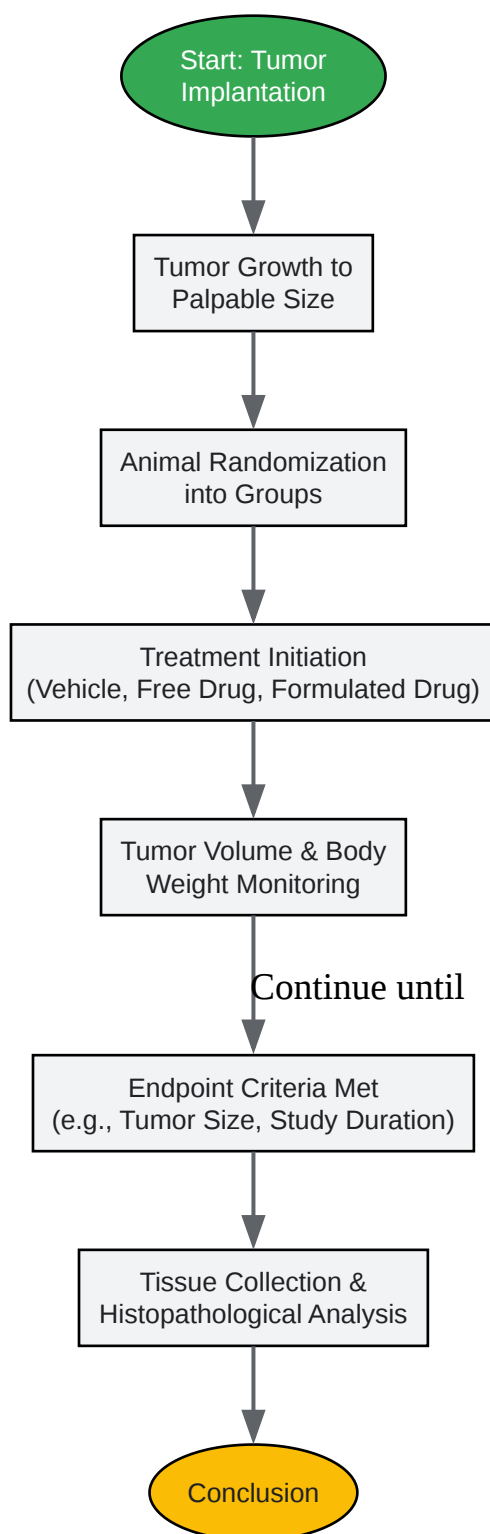 Start: Tumor
Implantation
Tumor Growth to
Palpable Size
Animal Randomization
into Groups
Treatment Initiation
(Vehicle, Free Drug, Formulated Drug)
Tumor Volume & Body
Weight Monitoring
Continue until
Endpoint Criteria Met
(e.g., Tumor Size, Study Duration)
Tissue Collection &
Histopathological Analysis
Conclusion